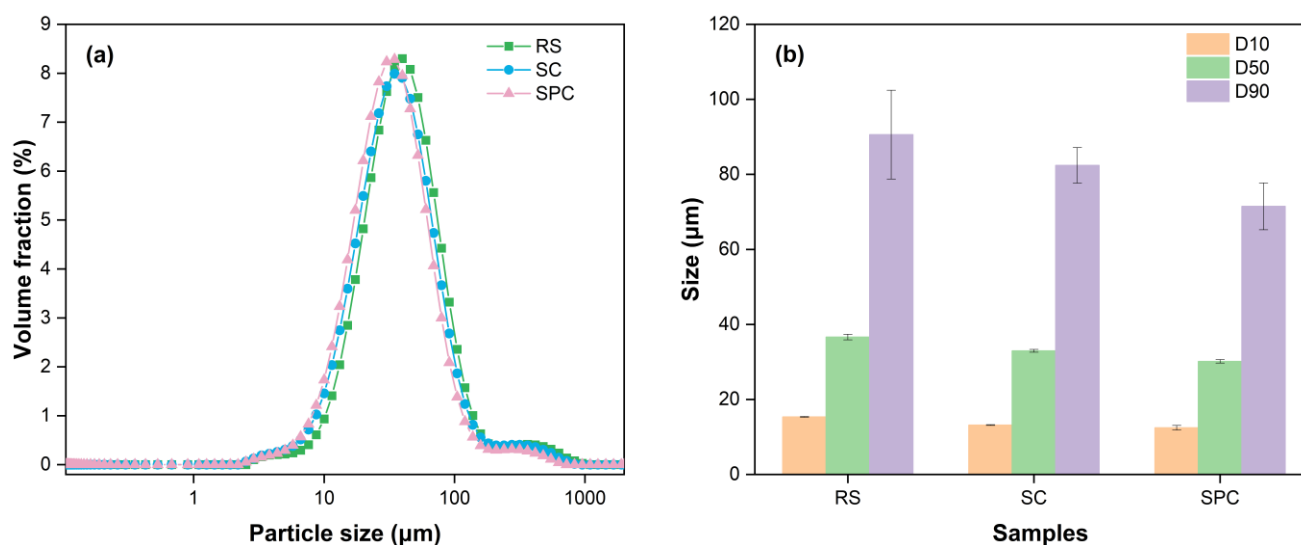 (a)
RS
SC
SPC
9
8
7
6
5
4
3
2
1
0
Volume fraction (%)
1
10
100
1000
Particle size (μm)
(b)
D10
D50
D90
120
100
80
60
40
20
0
Size (μm)
RS
SC
SPC
Samples